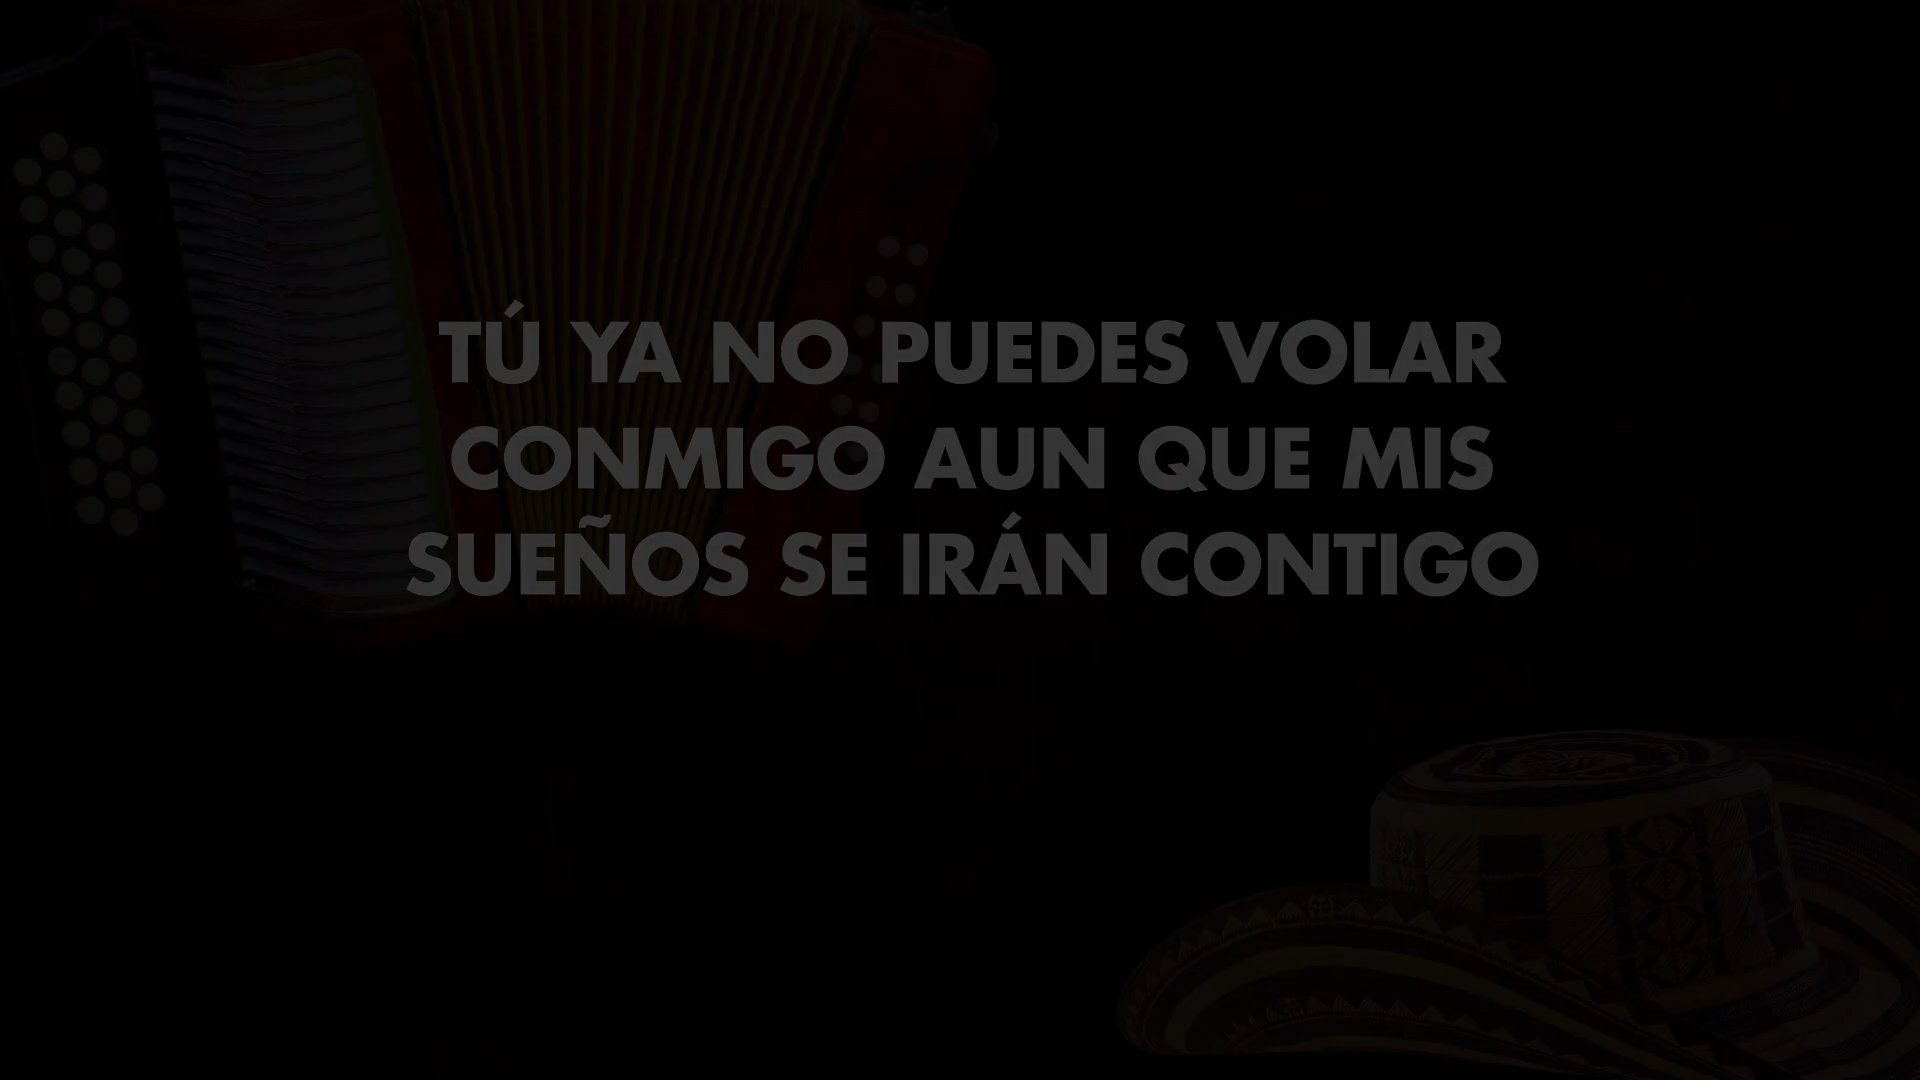 TÚ YA NO PUEDES VOLAR
CONMIGO AUN QUE MIS
SUEÑOS SE IRÁN CONTIGO